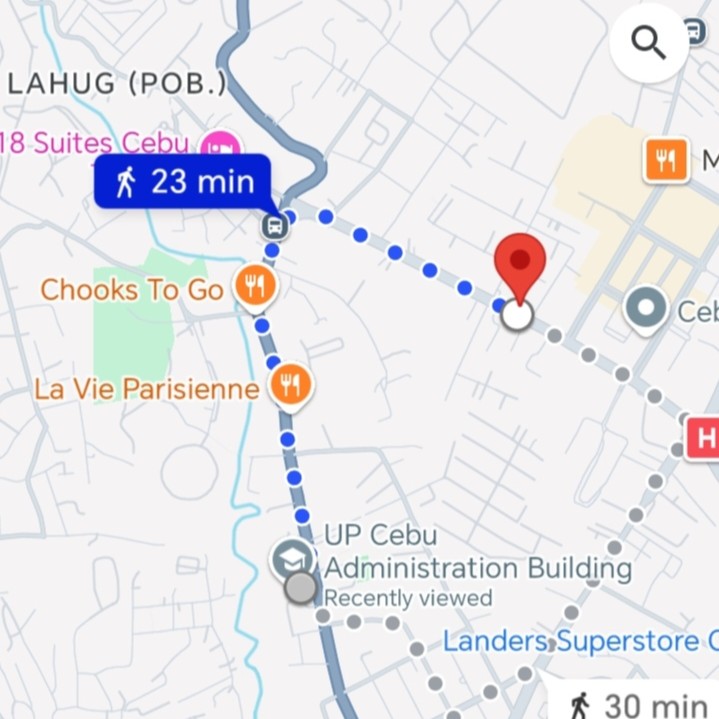 LAHUG (POB.)
18 Suites Cebu
M
23 min
Chooks To Go
Ceb
La Vie Parisienne
H
UP Cebu
Administration Building
Recently viewed
Landers Superstore C
30 min